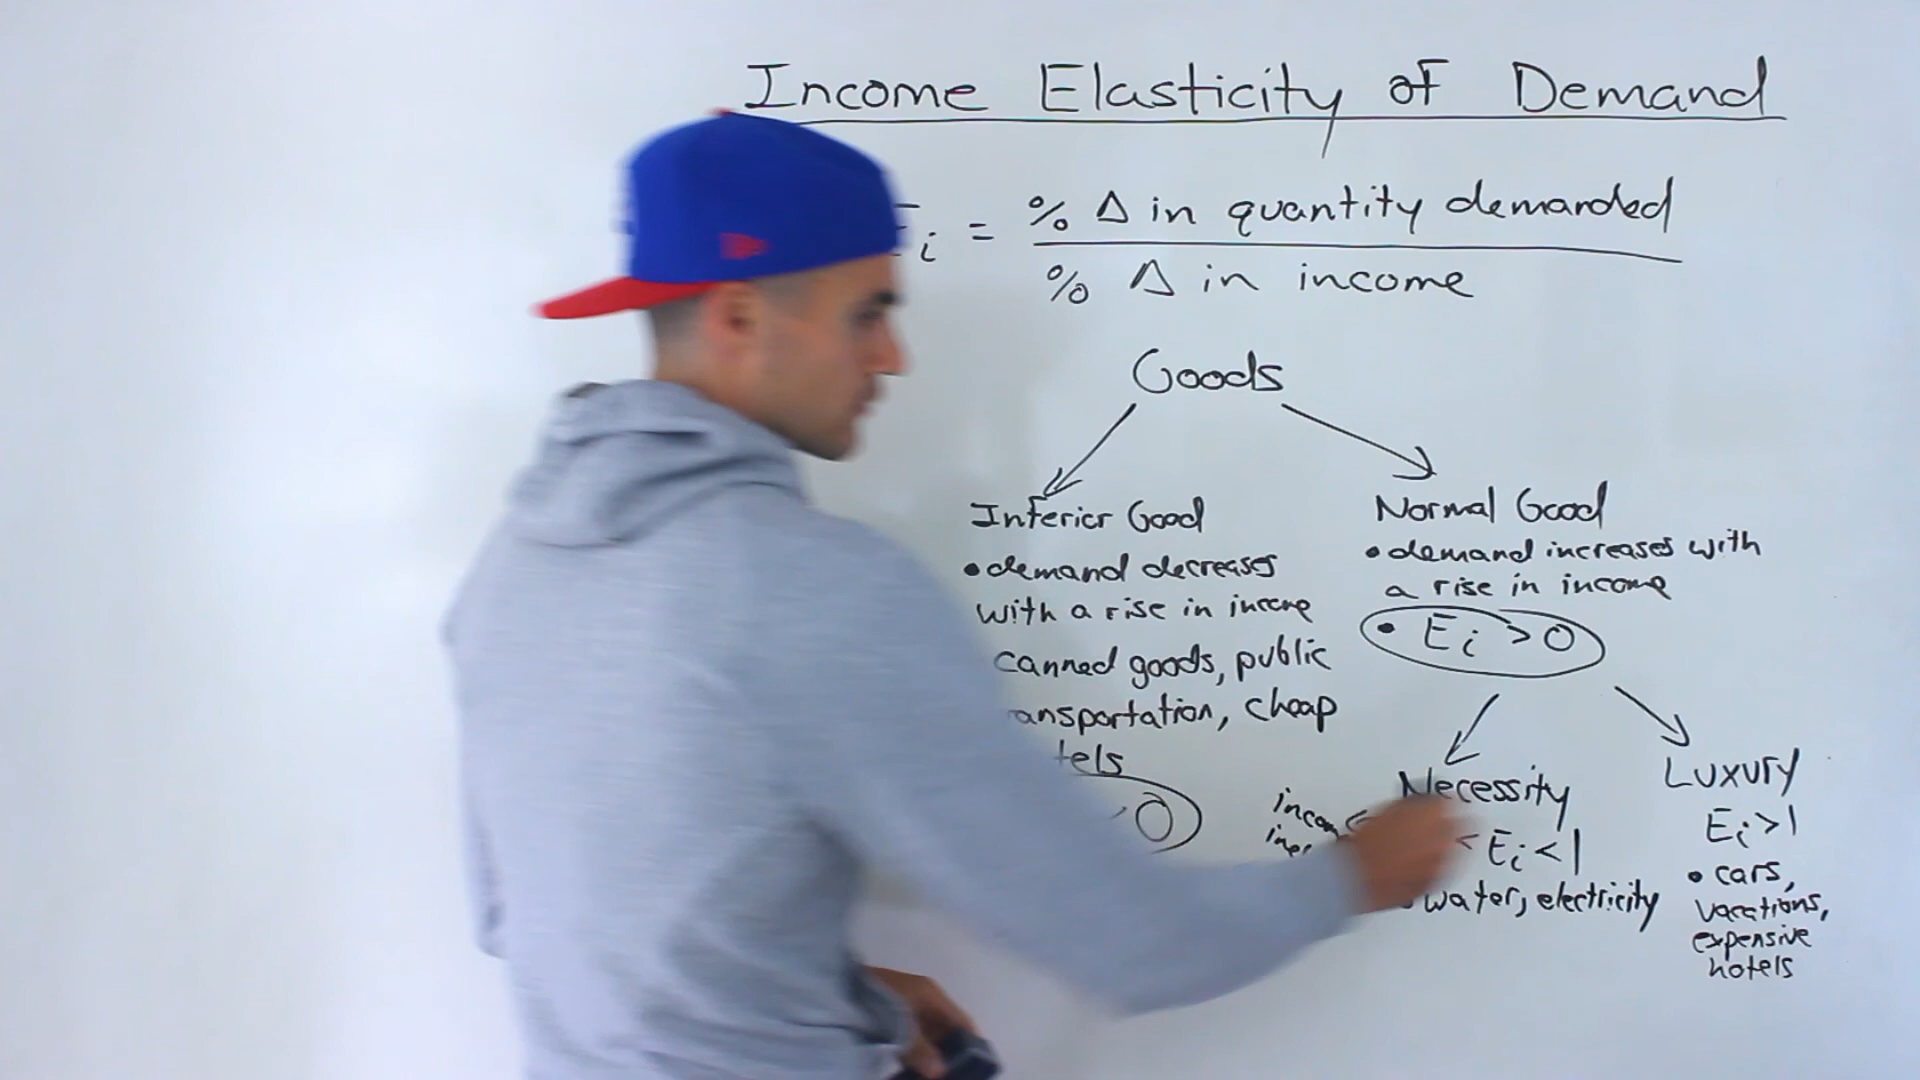 Income Elasticity of Demand
i = % Δ in quantity demanded
% Δ in income
Goods
Inferior Good
• demand decreases
with a rise in income
canned goods, public
ansportation, cheap
tels
0
Normal Good
• demand increases with
a rise in income
• Ei > 0
Necessity
< Ei < 1
• water, electricity
Luxury
Ei > 1
• cars,
vacations,
expensive
hotels